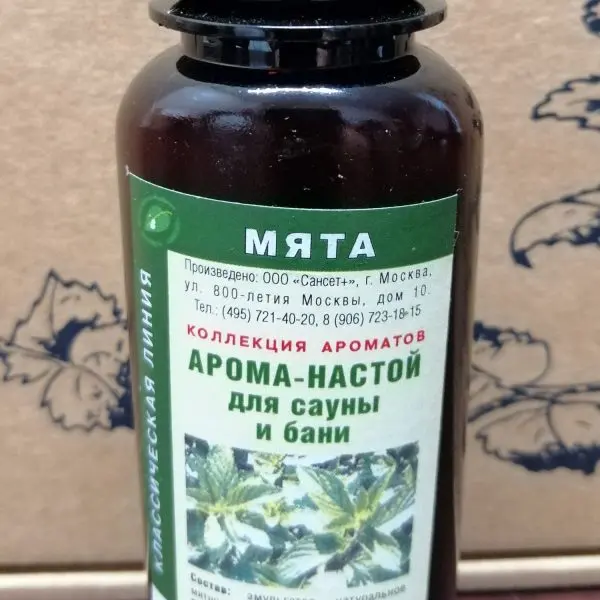 МЯТА
Произведено: ООО «Сансет+», г. Москва,
ул. 800-летия Москвы, дом 10.
Тел.: (495) 721-40-20, 8 (906) 723-18-15
КОЛЛЕКЦИЯ АРОМАТОВ
АРОМА-НАСТОЙ
для сауны
и бани
КЛАССИЧЕСКАЯ ЛИНИЯ
Состав: натуральное